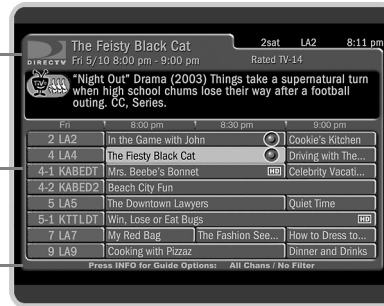 The Feisty Black Cat 2sat LA2 8:11 pm
DIRECTV Fri 5/10 8:00 pm - 9:00 pm Rated TV-14
TiVo "Night Out" Drama (2003) Things take a supernatural turn
when high school chums lose their way after a football
outing. CC, Series.
Fri 8:00 pm 8:30 pm 9:00 pm
2 LA2 In the Game with John Cookie's Kitchen
4 LA4 The Fiesty Black Cat Driving with The...
4-1 KABEDT Mrs. Beebe's Bonnet HD Celebrity Vacati...
4-2 KABED2 Beach City Fun
5 LA5 The Downtown Lawyers Quiet Time
5-1 KTTLDT Win, Lose or Eat Bugs HD
7 LA7 My Red Bag The Fashion See... How to Dress to...
9 LA9 Cooking with Pizzaz Dinner and Drinks
Press INFO for Guide Options: All Chans / No Filter